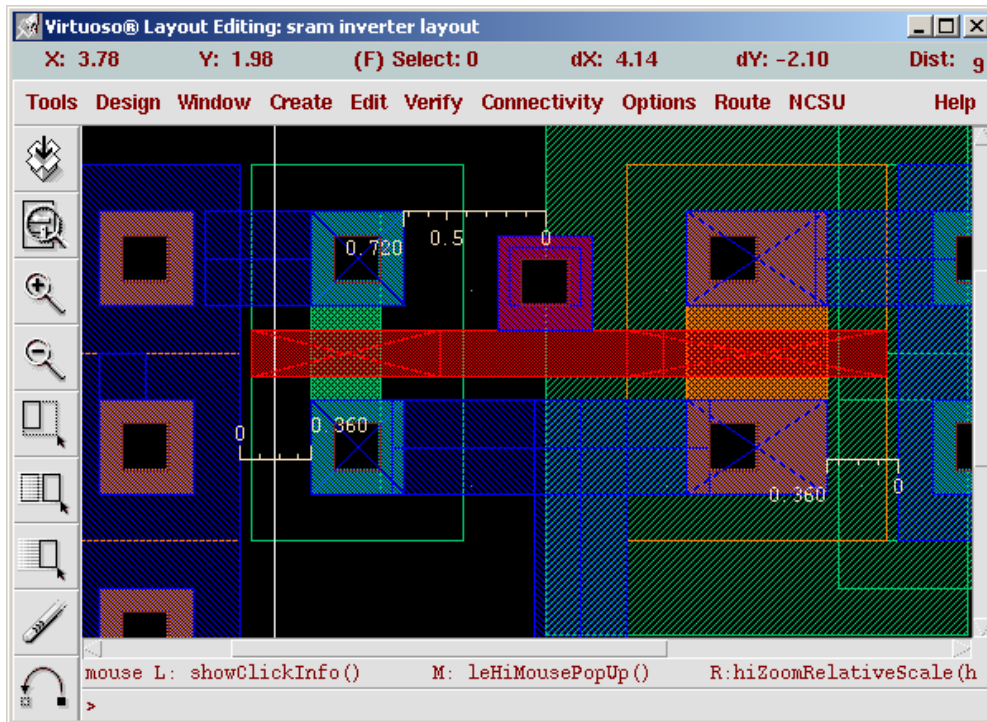 Virtuoso® Layout Editing: sram inverter layout
X: 3.78 Y: 1.98 (F) Select: 0 dX: 4.14 dY: -2.10 Dist: 9
Tools Design Window Create Edit Verify Connectivity Options Route NCSU Help
0.720 0.5 0
0 0.360
0.360 0
mouse L: showClickInfo() M: leHiMousePopUp() R:hiZoomRelativeScale(h
>